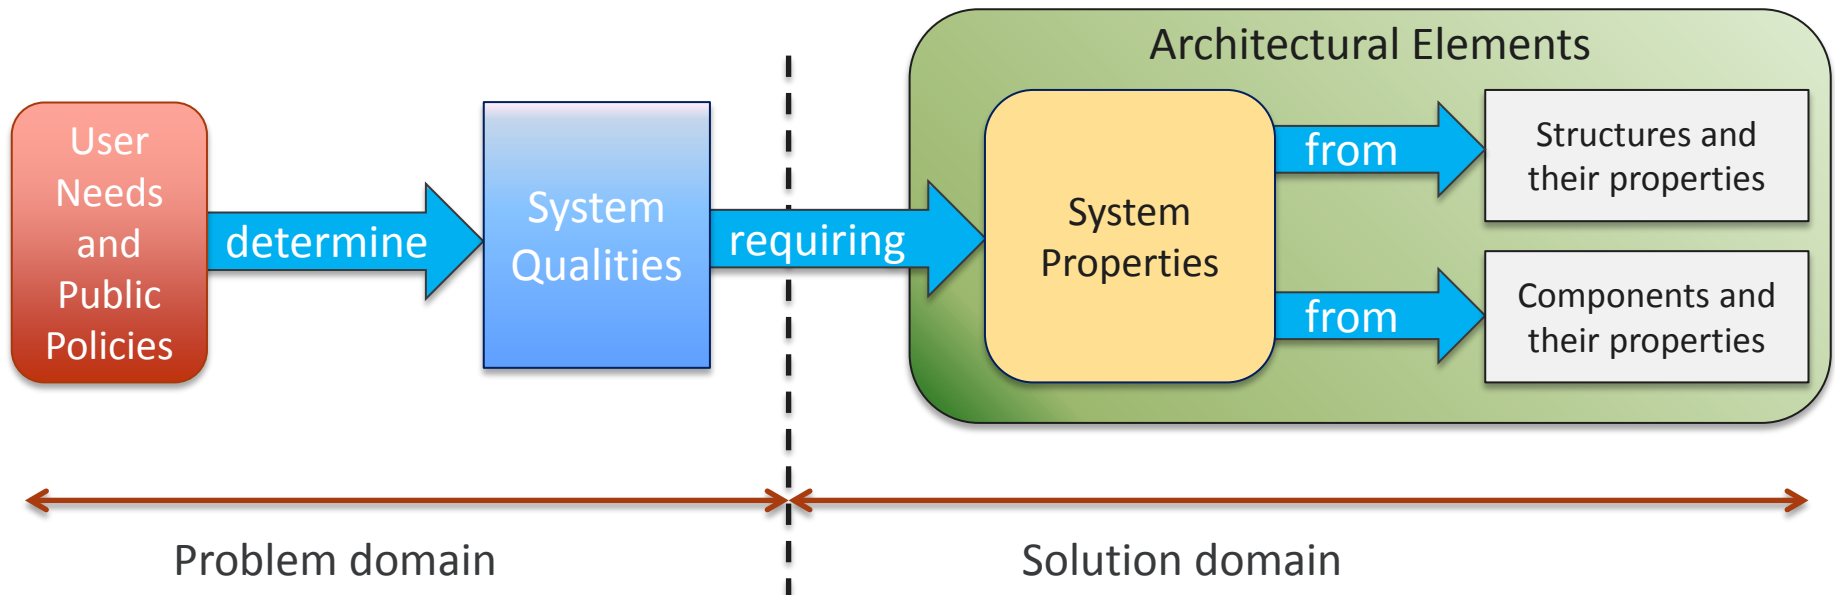 Architectural Elements
User
Needs
and
Public
Policies
determine
System
Qualities
requiring
System
Properties
from
Structures and
their properties
from
Components and
their properties
Problem domain
Solution domain